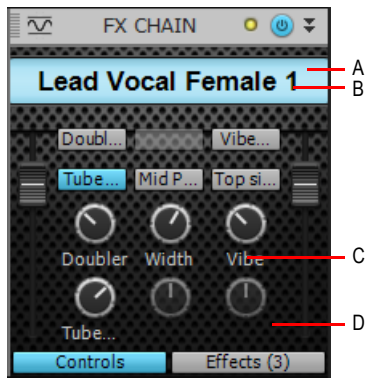 FX CHAIN
Lead Vocal Female 1
A
B
Doubl... Vibe...
Tube... Mid P... Top si...
Doubler Width Vibe
C
D
Tube...
Controls Effects (3)